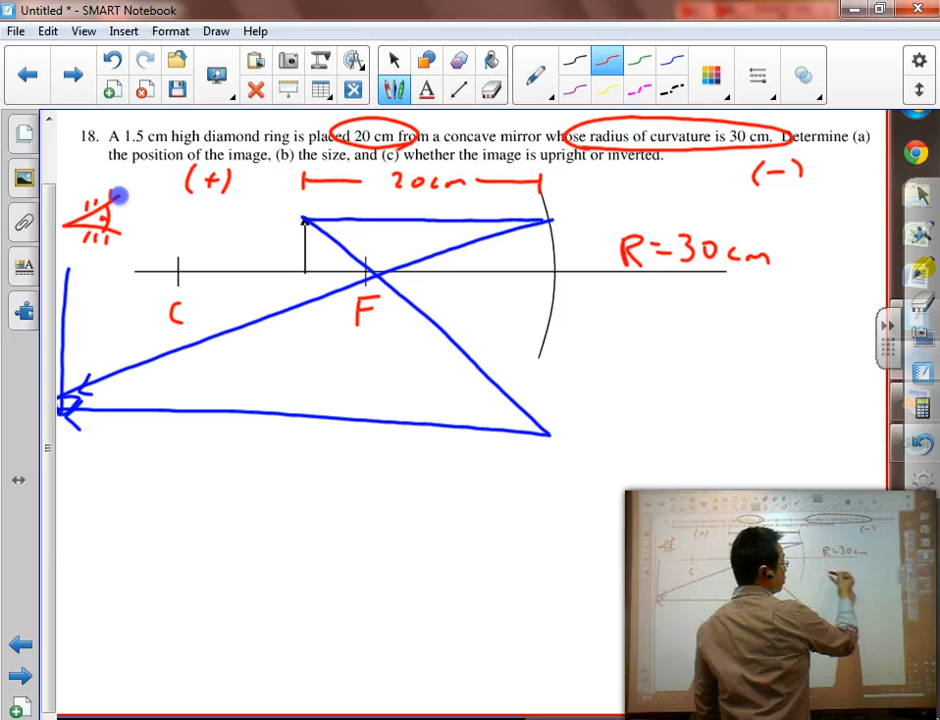 Untitled * - SMART Notebook
File Edit View Insert Format Draw Help
18. A 1.5 cm high diamond ring is placed 20 cm from a concave mirror whose radius of curvature is 30 cm. Determine (a)
the position of the image, (b) the size, and (c) whether the image is upright or inverted.
(+) 20cm (-)
R=30cm
C F
R=30cm